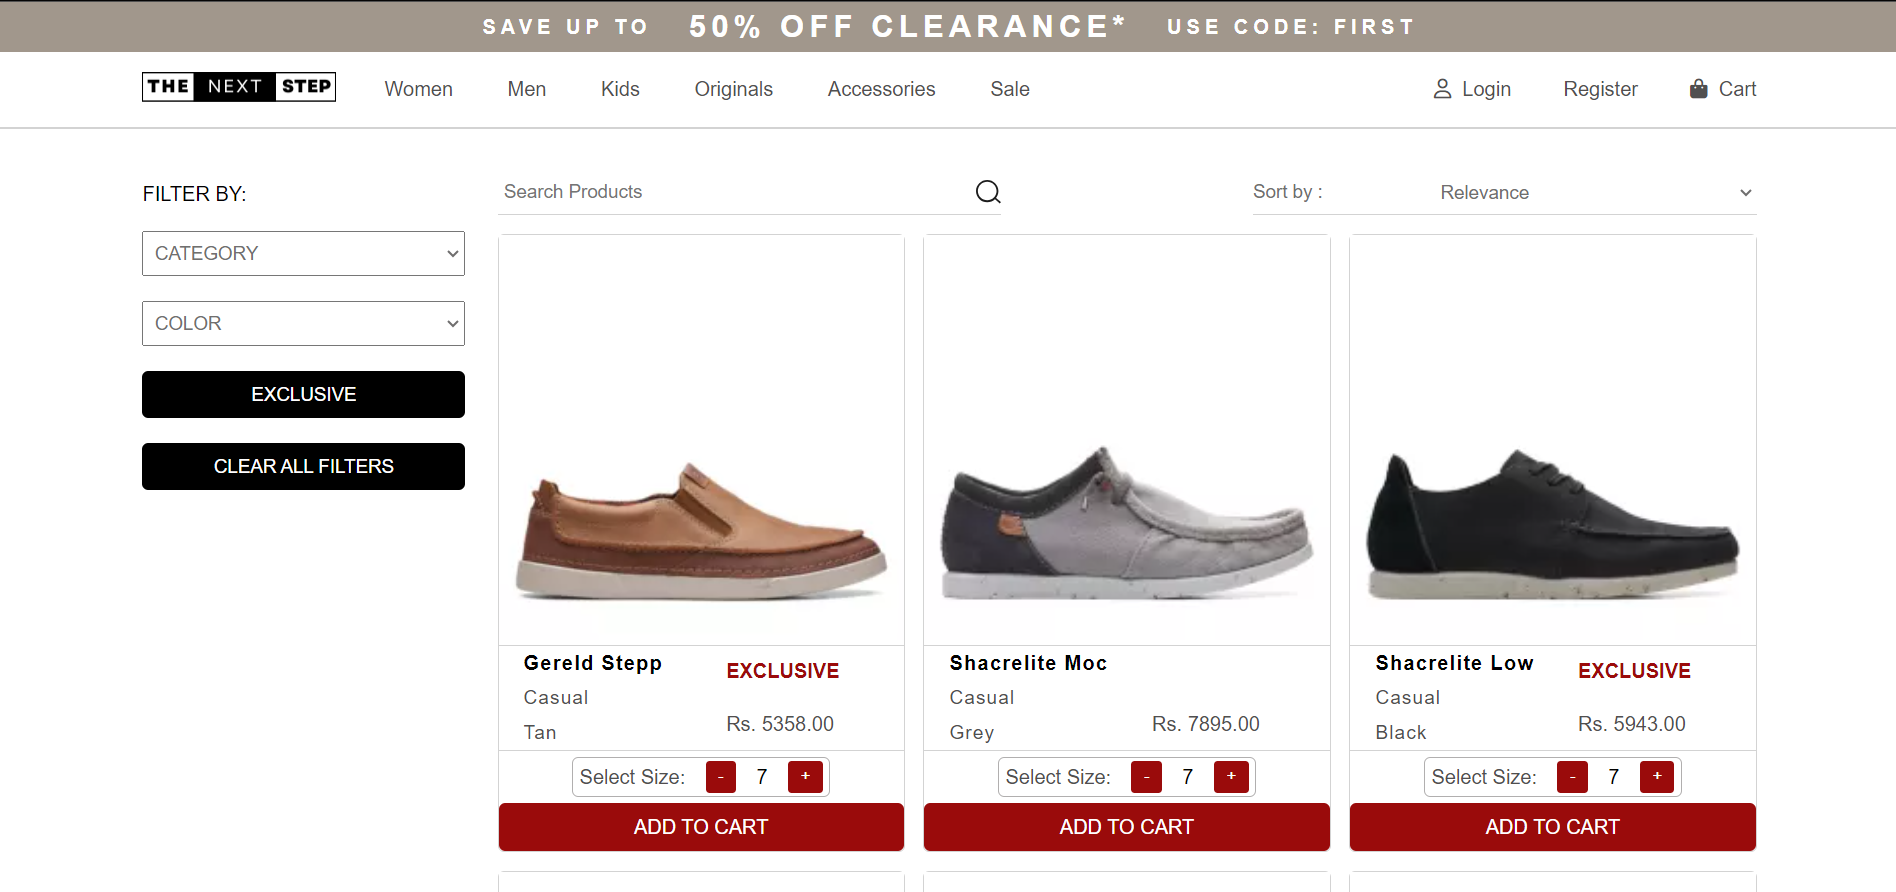 SAVE UP TO 50% OFF CLEARANCE* USE CODE: FIRST
THE NEXT STEP Women Men Kids Originals Accessories Sale Login Register Cart
FILTER BY:
CATEGORY
COLOR
EXCLUSIVE
CLEAR ALL FILTERS
Search Products
Sort by : Relevance
Gereld Stepp
EXCLUSIVE
Casual
Tan
Rs. 5358.00
Select Size: - 7 +
ADD TO CART
Shacrelite Moc
Casual
Grey
Rs. 7895.00
Select Size: - 7 +
ADD TO CART
Shacrelite Low
EXCLUSIVE
Casual
Black
Rs. 5943.00
Select Size: - 7 +
ADD TO CART